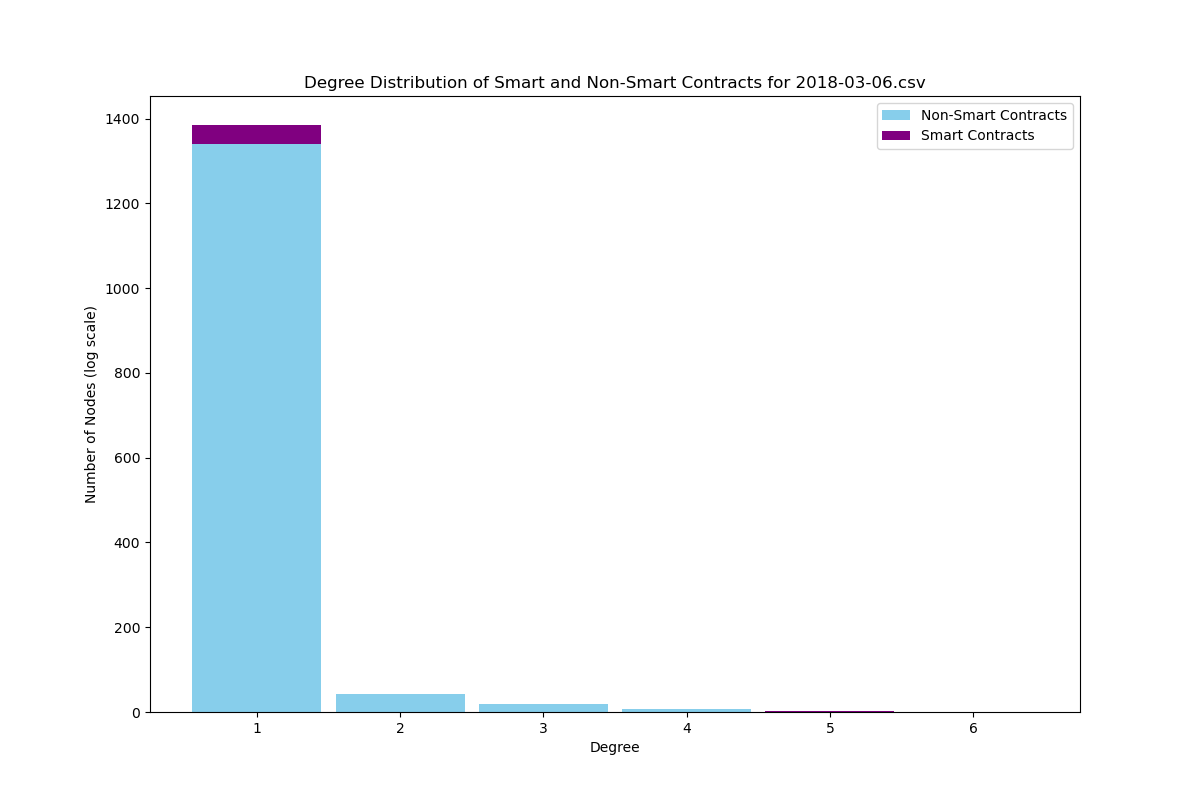 Degree Distribution of Smart and Non-Smart Contracts for 2018-03-06.csv
Non-Smart Contracts
Smart Contracts
1400
1200
1000
800
600
400
200
0
Number of Nodes (log scale)
1 2 3 4 5 6
Degree